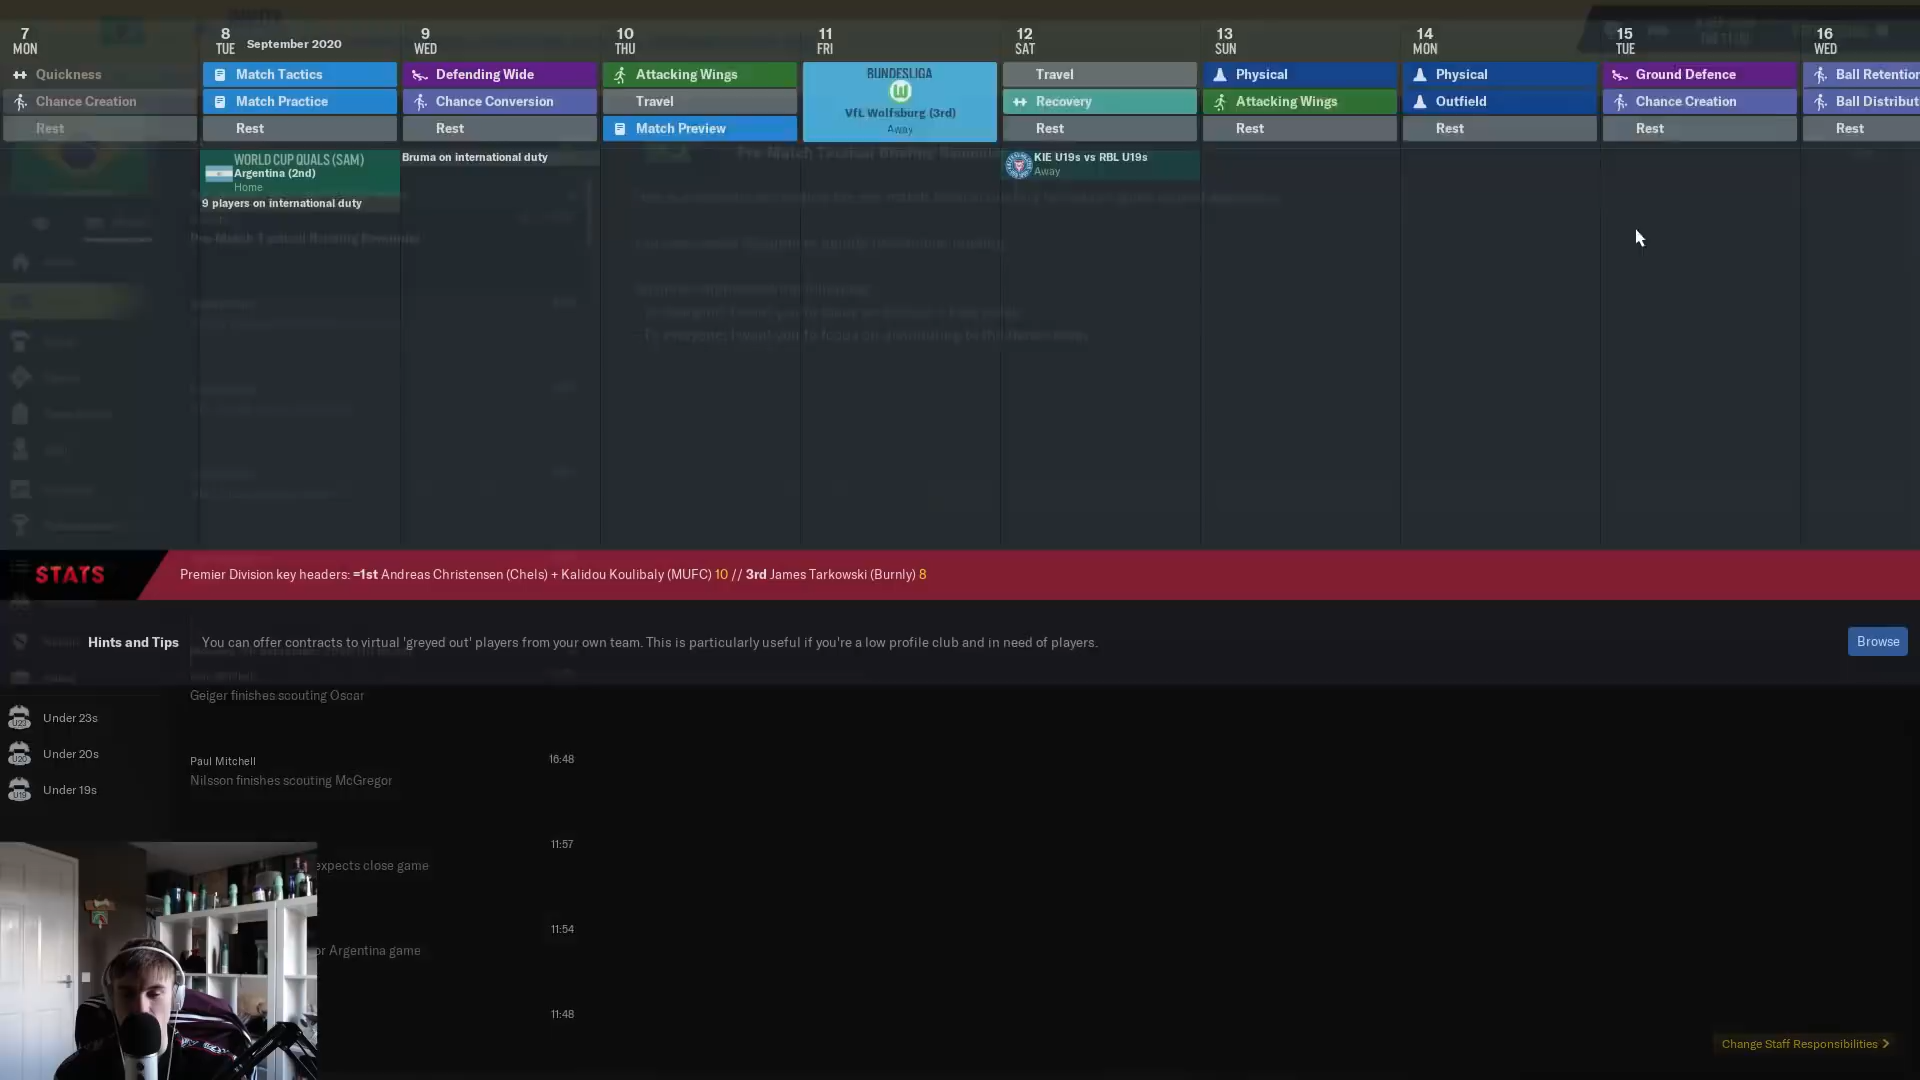 7
MON
8
TUE
September 2020
9
WED
10
THU
11
FRI
12
SAT
13
SUN
14
MON
15
TUE
16
WED
Quickness
Match Tactics
Defending Wide
Attacking Wings
BUNDESLIGA
Travel
Physical
Physical
Ground Defence
Ball Retention
Chance Creation
Match Practice
Chance Conversion
Travel
VfL Wolfsburg (3rd)
Recovery
Attacking Wings
Outfield
Chance Creation
Ball Distribut
Rest
Rest
Rest
Match Preview
Away
Rest
Rest
Rest
Rest
Rest
WORLD CUP QUALS (SAM)
Argentina (2nd)
Home
9 players on international duty
Bruma on international duty
KIE U19s vs RBL U19s
Away
STATS
Premier Division key headers: =1st Andreas Christensen (Chels) + Kalidou Koulibaly (MUFC) 10 // 3rd James Tarkowski (Burnly) 8
Hints and Tips
You can offer contracts to virtual 'greyed out' players from your own team. This is particularly useful if you're a low profile club and in need of players.
Browse
Geiger finishes scouting Oscar
Under 23s
Under 20s
Under 19s
Paul Mitchell
16:48
Nilsson finishes scouting McGregor
11:57
expects close game
11:54
or Argentina game
11:48
Change Staff Responsibilities